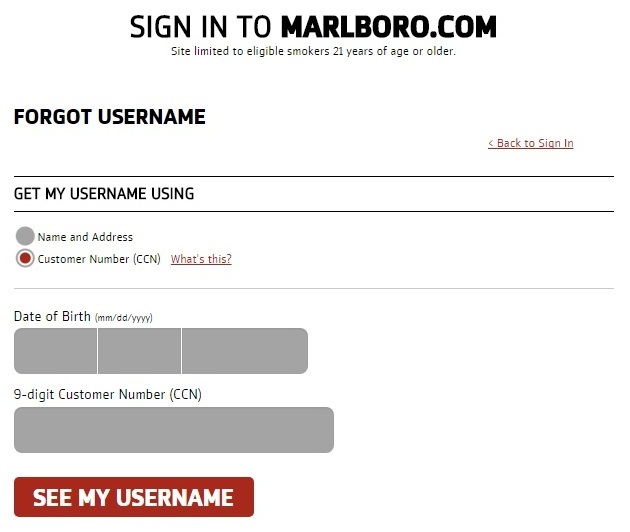 SIGN IN TO MARLBORO.COM
Site limited to eligible smokers 21 years of age or older.
FORGOT USERNAME
< Back to Sign In
GET MY USERNAME USING
Name and Address
Customer Number (CCN) What's this?
Date of Birth (mm/dd/yyyy)
9-digit Customer Number (CCN)
SEE MY USERNAME